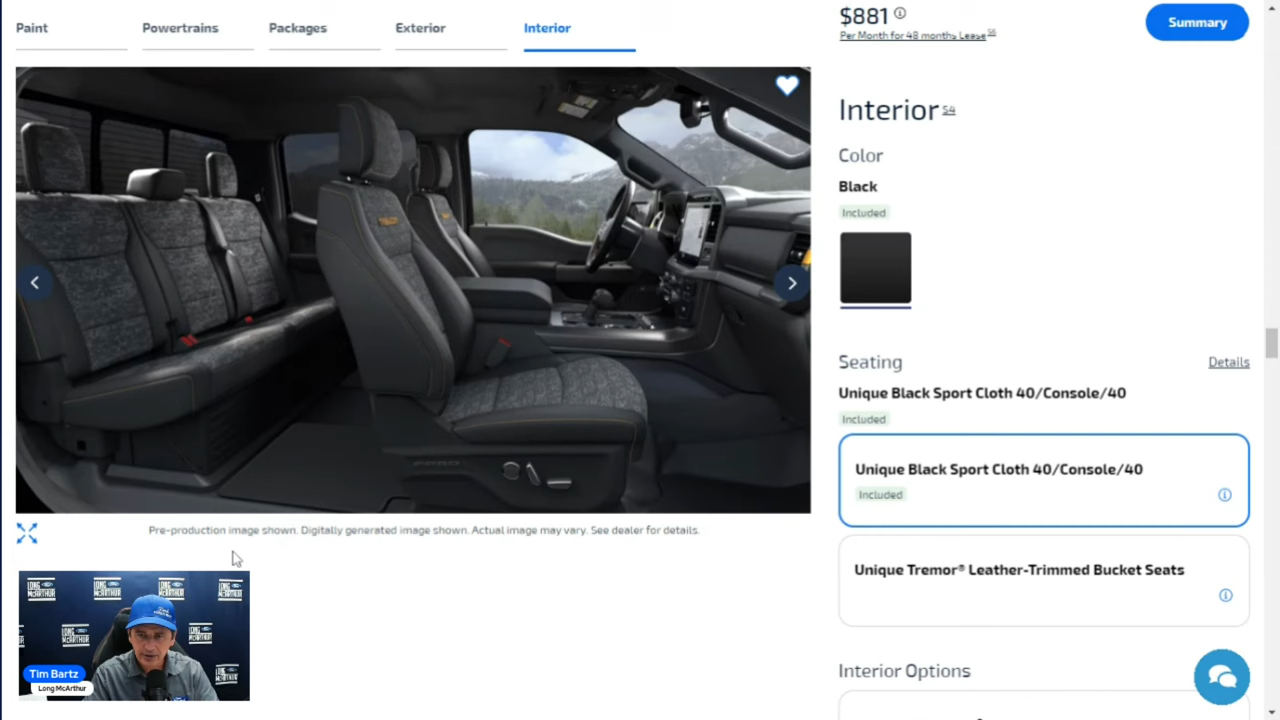 Paint
Powertrains
Packages
Exterior
Interior
$881
Per Month for 48 months Lease
Summary
Interior S4
Color
Black
Included
Seating
Details
Unique Black Sport Cloth 40/Console/40
Included
Unique Black Sport Cloth 40/Console/40
Included
Unique Tremor® Leather-Trimmed Bucket Seats
Interior Options
Pre-production image shown. Digitally generated image shown. Actual image may vary. See dealer for details.
LONG McARTHUR
Tim Bartz
Long McArthur